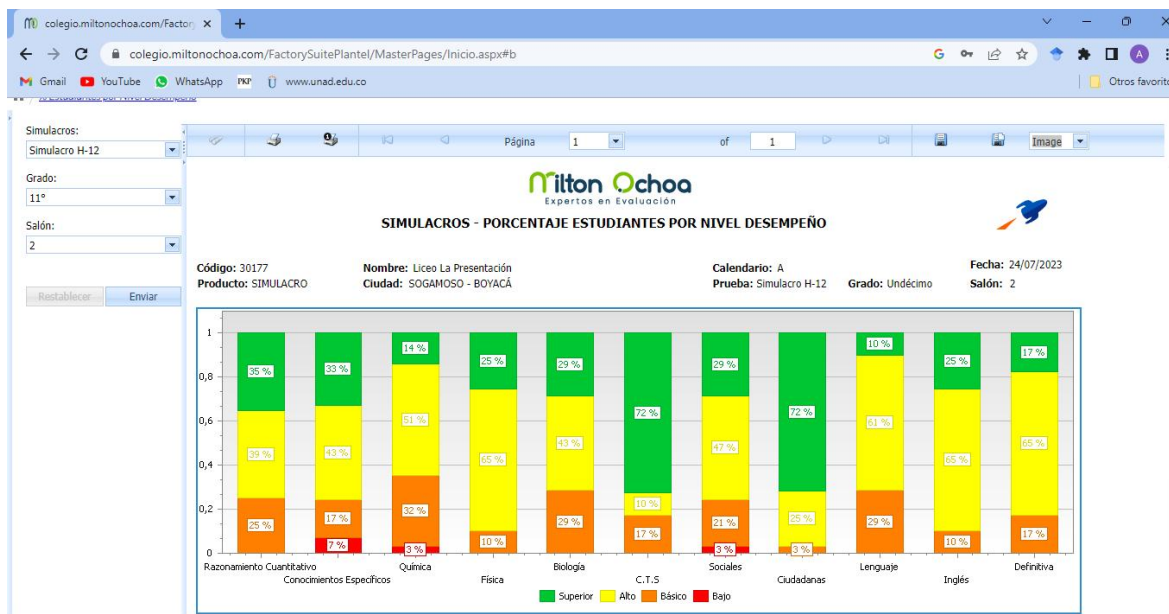 colegio.miltonochoa.com/Factory
colegio.miltonochoa.com/FactorySuitePlantel/MasterPages/Inicio.aspx#b
A
Gmail YouTube WhatsApp PKP www.unad.edu.co
Otros favorito
% Estudiantes por Nivel Desempeño
Simulacros:
Simulacro H-12
Grado:
11°
Salón:
2
Restablecer Enviar
Página 1 of 1 Image
Milton Ochoa
Expertos en Evaluación
SIMULACROS - PORCENTAJE ESTUDIANTES POR NIVEL DESEMPEÑO
Código: 30177 Nombre: Liceo La Presentación Calendario: A Fecha: 24/07/2023
Producto: SIMULACRO Ciudad: SOGAMOSO - BOYACÁ Prueba: Simulacro H-12 Grado: Undécimo Salón: 2
1
0,8
0,6
0,4
0,2
0
35 % 39 % 25 %
33 % 43 % 17 % 7 %
14 % 51 % 32 % 3 %
25 % 65 % 10 %
29 % 43 % 29 %
72 % 10 % 17 %
29 % 47 % 21 % 3 %
72 % 25 % 3 %
10 % 61 % 29 %
25 % 65 % 10 %
17 % 65 % 17 %
Razonamiento Cuantitativo Química Biología Sociales Lenguaje Definitiva
Conocimientos Específicos Física C.T.S Ciudadanas Inglés
Superior Alto Básico Bajo